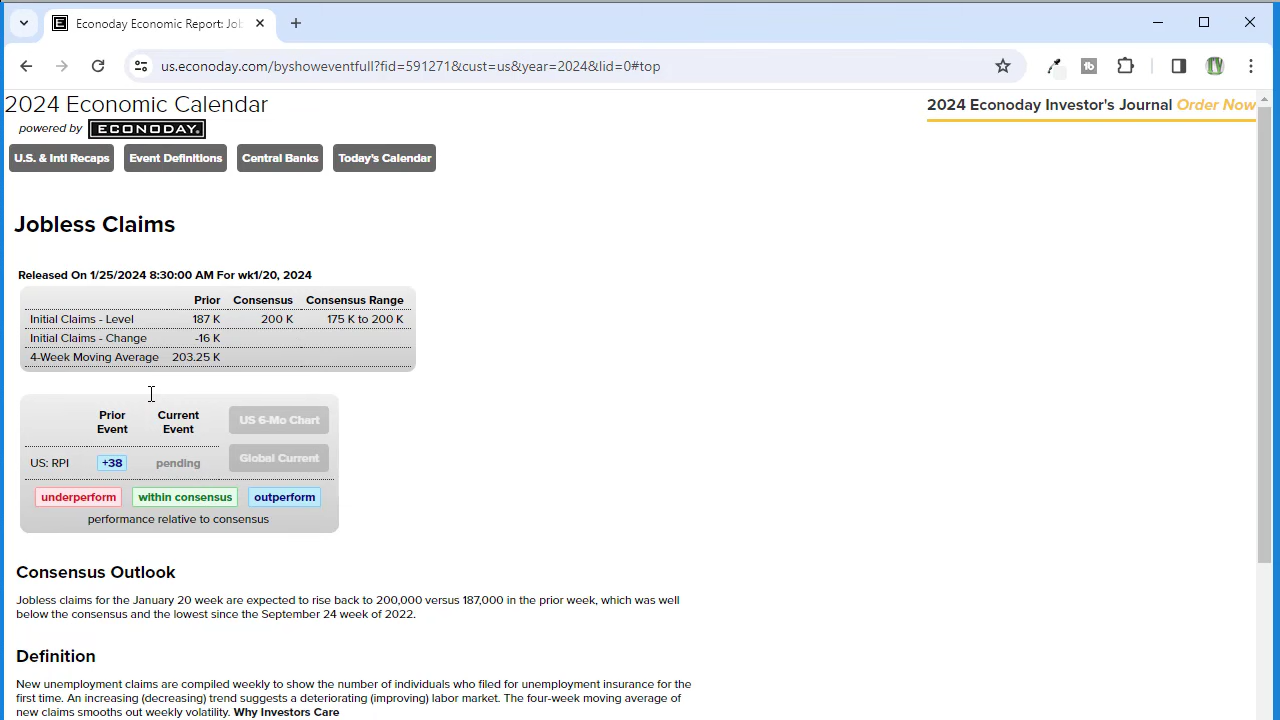 Econoday Economic Report: Job
us.econoday.com/byshoweventfull?fid=591271&cust=us&year=2024&lid=0#top
2024 Economic Calendar
powered by ECONODAY.
2024 Econoday Investor's Journal Order Now
U.S. & Intl Recaps Event Definitions Central Banks Today's Calendar
Jobless Claims
Released On 1/25/2024 8:30:00 AM For wk1/20, 2024
Prior Consensus Consensus Range
Initial Claims - Level 187 K 200 K 175 K to 200 K
Initial Claims - Change -16 K
4-Week Moving Average 203.25 K
Prior Event Current Event US 6-Mo Chart
Global Current
US: RPI +38 pending
underperform within consensus outperform
performance relative to consensus
Consensus Outlook
Jobless claims for the January 20 week are expected to rise back to 200,000 versus 187,000 in the prior week, which was well
below the consensus and the lowest since the September 24 week of 2022.
Definition
New unemployment claims are compiled weekly to show the number of individuals who filed for unemployment insurance for the
first time. An increasing (decreasing) trend suggests a deteriorating (improving) labor market. The four-week moving average of
new claims smooths out weekly volatility. Why Investors Care